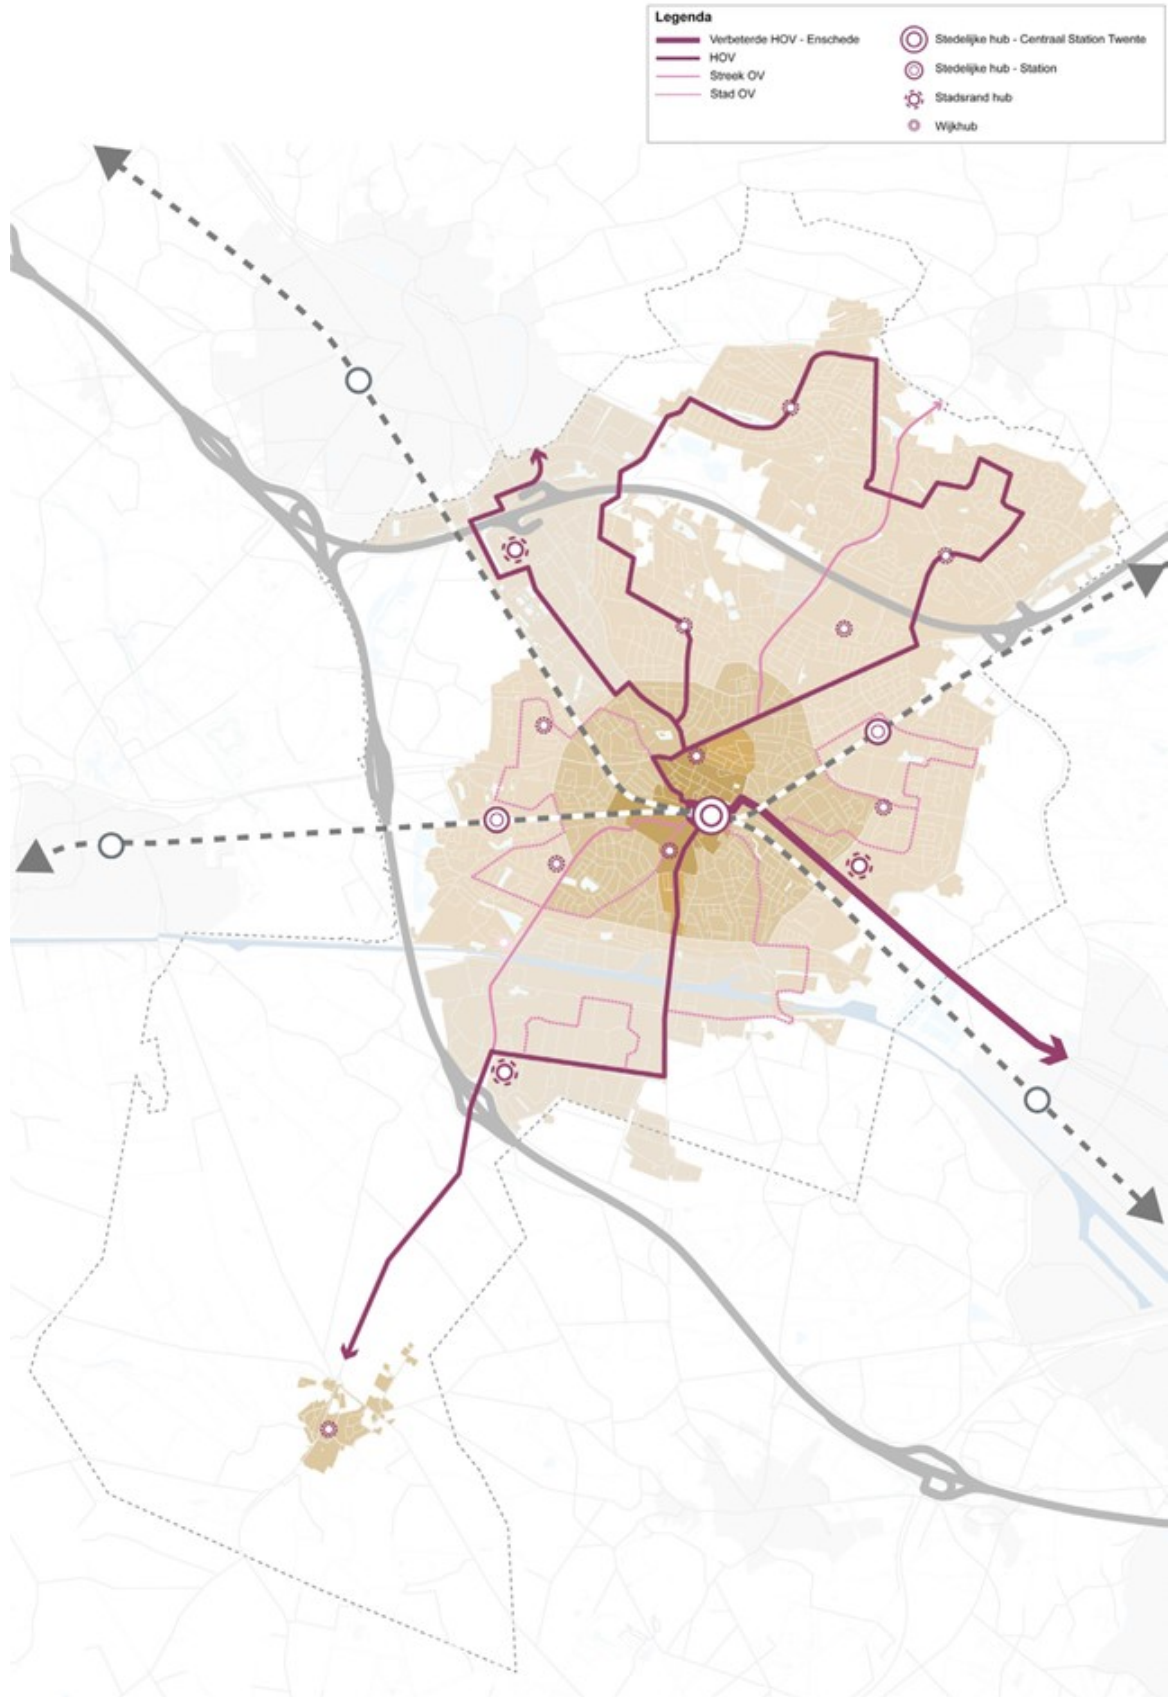 Legenda
Verbeterde HOV - Enschede
HOV
Streek OV
Stad OV
Stedelijke hub - Centraal Station Twente
Stedelijke hub - Station
Stadsrand hub
Wijkhub